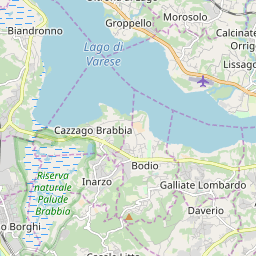 Groppello
Morosolo
Calcinate
Orrig
Biandronno
Lissago
Lago di
Varese
Cazzago Brabbia
Bodio
Inarzo
Riserva
naturale
Palude
Brabbia
Galliate Lombardo
Daverio
o Borghi